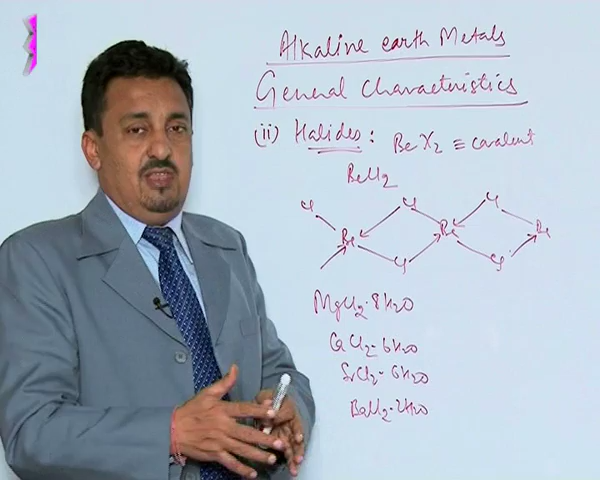 Alkaline earth Metals
General Characteristics
(ii) Halides : BeX2 ≡ covalent
BeCl2
Cl Cl Cl
Be Be Be
Cl Cl
MgCl2·8H2O
CaCl2·6H2O
SrCl2·6H2O
BaCl2·2H2O